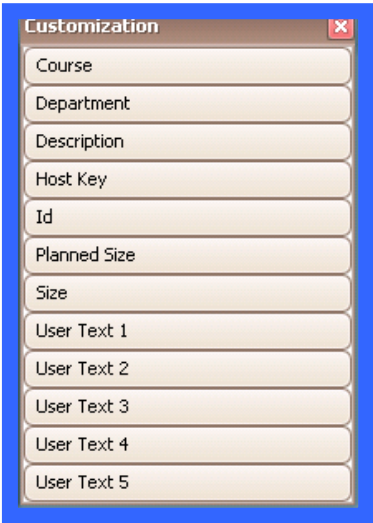 Customization
Course
Department
Description
Host Key
Id
Planned Size
Size
User Text 1
User Text 2
User Text 3
User Text 4
User Text 5